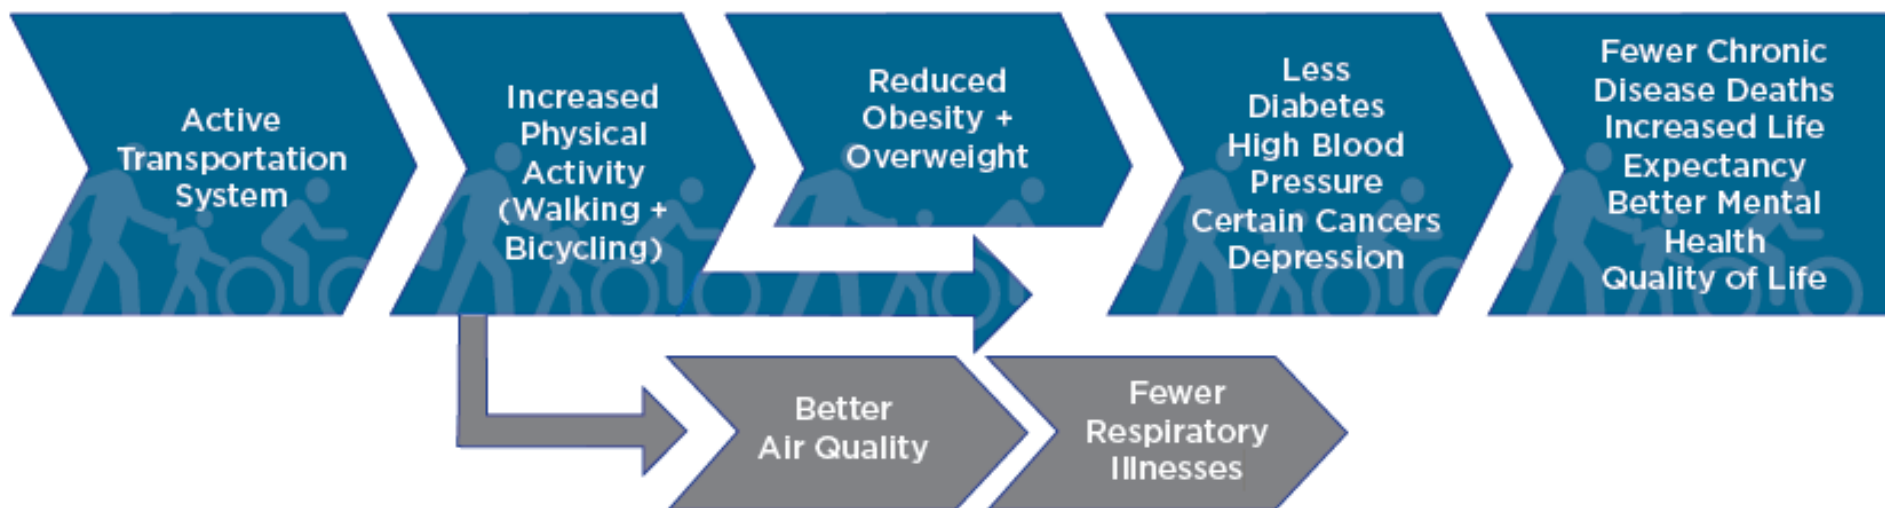 Active
Transportation
System
Increased
Physical
Activity
(Walking +
Bicycling)
Reduced
Obesity +
Overweight
Less
Diabetes
High Blood
Pressure
Certain Cancers
Depression
Fewer Chronic
Disease Deaths
Increased Life
Expectancy
Better Mental
Health
Quality of Life
Better
Air Quality
Fewer
Respiratory
Illnesses